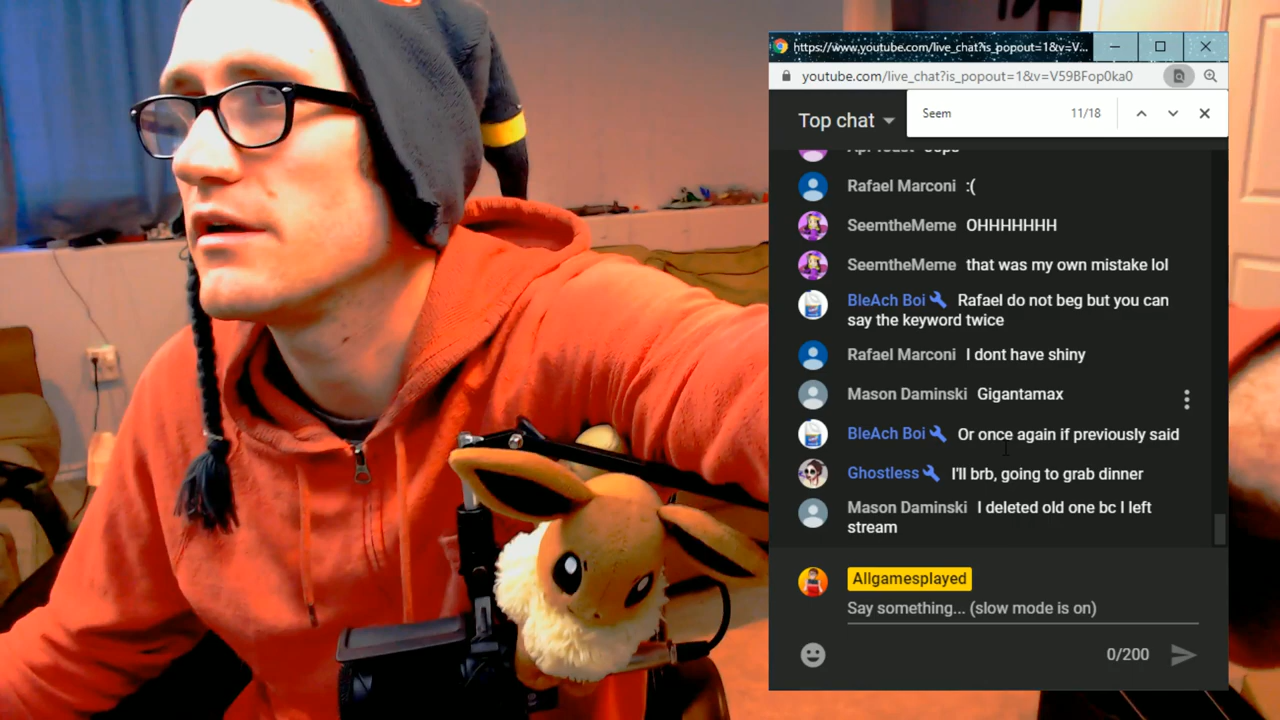 https://www.youtube.com/live_chat?is_popout=1&v=V...
youtube.com/live_chat?is_popout=1&v=V59BFop0ka0
Top chat
Seem
11/18
Rafael Marconi :(
SeemtheMeme OHHHHHHH
SeemtheMeme that was my own mistake lol
BleAch Boi Rafael do not beg but you can
say the keyword twice
Rafael Marconi I dont have shiny
Mason Daminski Gigantamax
BleAch Boi Or once again if previously said
Ghostless I'll brb, going to grab dinner
Mason Daminski I deleted old one bc I left
stream
Allgamesplayed
Say something... (slow mode is on)
0/200